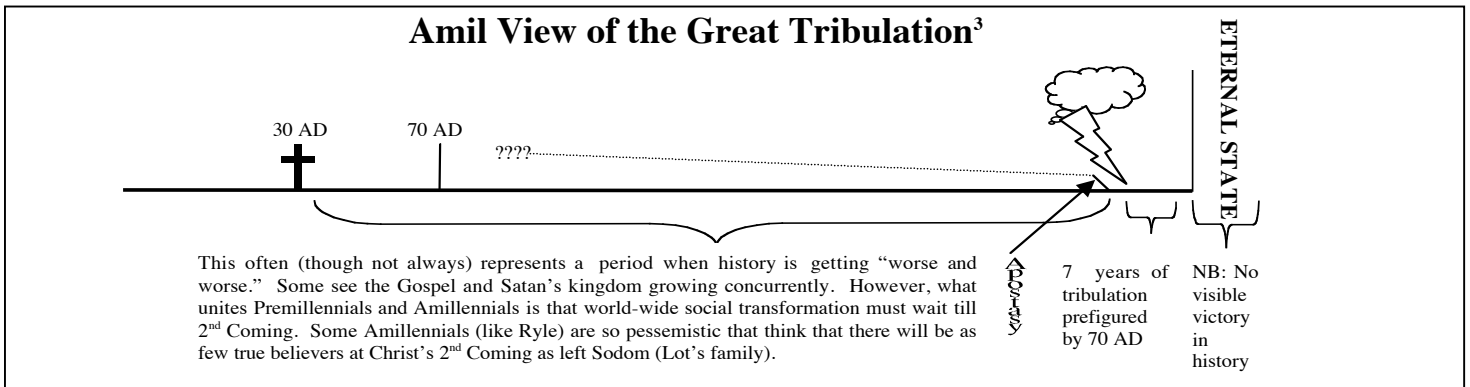 Amil View of the Great Tribulation³
ETERNAL STATE
30 AD
70 AD
????
This often (though not always) represents a period when history is getting “worse and
worse.” Some see the Gospel and Satan’s kingdom growing concurrently. However, what
unites Premillennials and Amillennials is that world-wide social transformation must wait till
2nd Coming. Some Amillennials (like Ryle) are so pessemistic that think that there will be as
few true believers at Christ’s 2nd Coming as left Sodom (Lot’s family).
Apostasy
7 years of
tribulation
prefigured
by 70 AD
NB: No
visible
victory
in
history